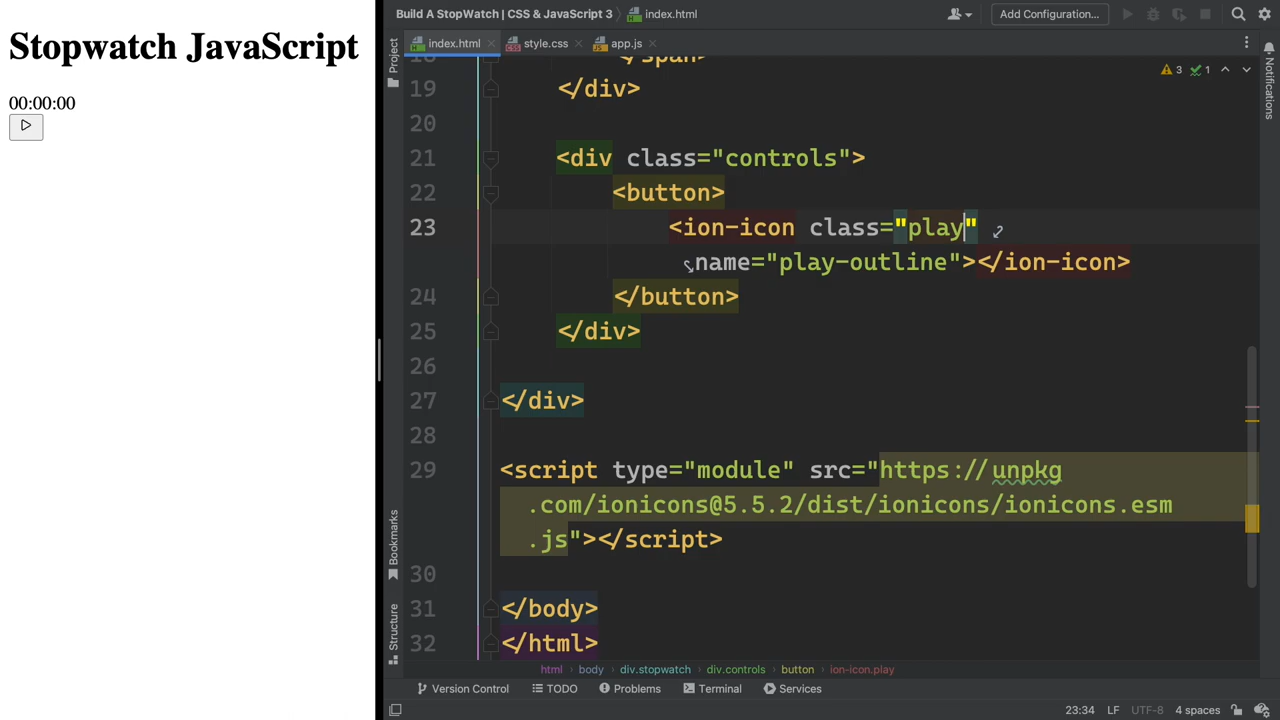 Stopwatch JavaScript
00:00:00
Build A StopWatch | CSS & JavaScript 3
index.html
Add Configuration...
index.html
style.css
app.js
3
1
Project
Bookmarks
Structure
Notifications
18 </span>
19 </div>
20
21 <div class="controls">
22 <button>
23 <ion-icon class="play"
name="play-outline"></ion-icon>
24 </button>
25 </div>
26
27 </div>
28
29 <script type="module" src="https://unpkg
.com/ionicons@5.5.2/dist/ionicons/ionicons.esm
.js"></script>
30
31 </body>
32 </html>
html body div.stopwatch div.controls button ion-icon.play
Version Control TODO Problems Terminal Services
23:34 LF UTF-8 4 spaces